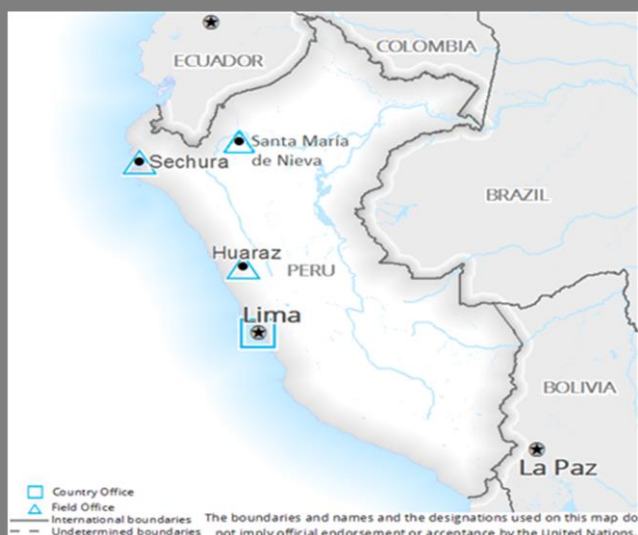 COLOMBIA
ECUADOR
Santa María
de Nieva
Sechura
BRAZIL
Huaraz
PERU
Lima
BOLIVIA
La Paz
Country Office
Field Office
International boundaries
Undetermined boundaries
The boundaries and names and the designations used on this map do
not imply official endorsement or acceptance by the United Nations.